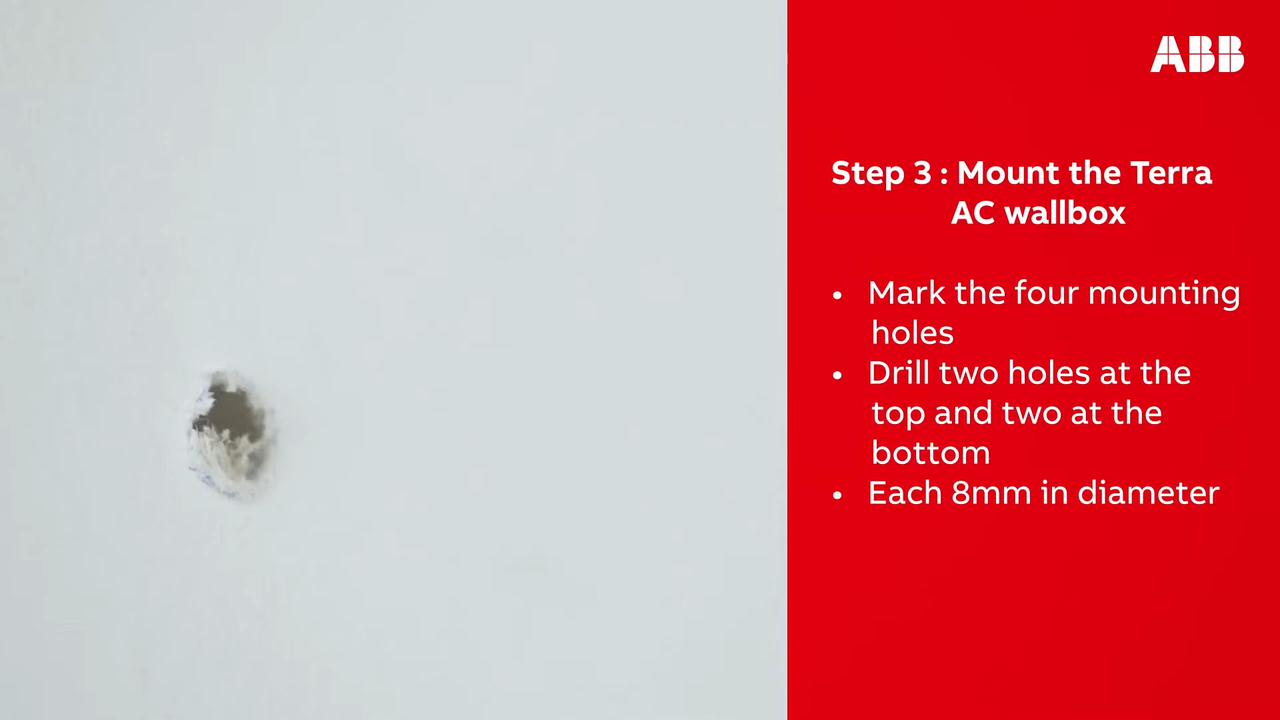 ABB
Step 3 : Mount the Terra
AC wallbox
• Mark the four mounting
holes
• Drill two holes at the
top and two at the
bottom
• Each 8mm in diameter